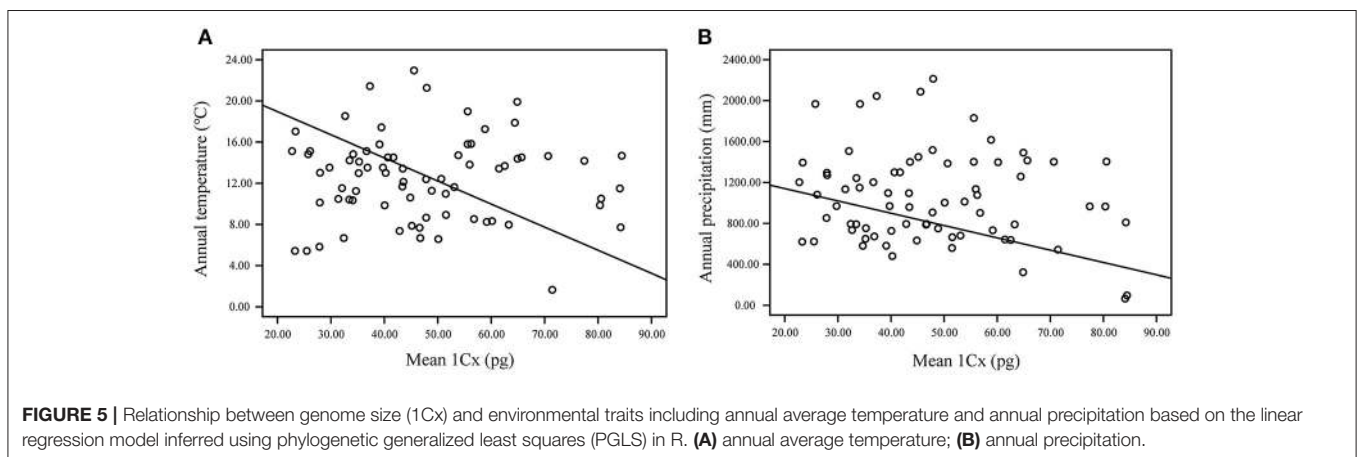 A
24.00
20.00
16.00
12.00
8.00
4.00
0.00
Annual temperature (°C)
20.00 30.00 40.00 50.00 60.00 70.00 80.00 90.00
Mean 1Cx (pg)
B
2400.00
2000.00
1600.00
1200.00
800.00
400.00
0.00
Annual precipitation (mm)
20.00 30.00 40.00 50.00 60.00 70.00 80.00 90.00
Mean 1Cx (pg)
FIGURE 5 | Relationship between genome size (1Cx) and environmental traits including annual average temperature and annual precipitation based on the linear
regression model inferred using phylogenetic generalized least squares (PGLS) in R. (A) annual average temperature; (B) annual precipitation.